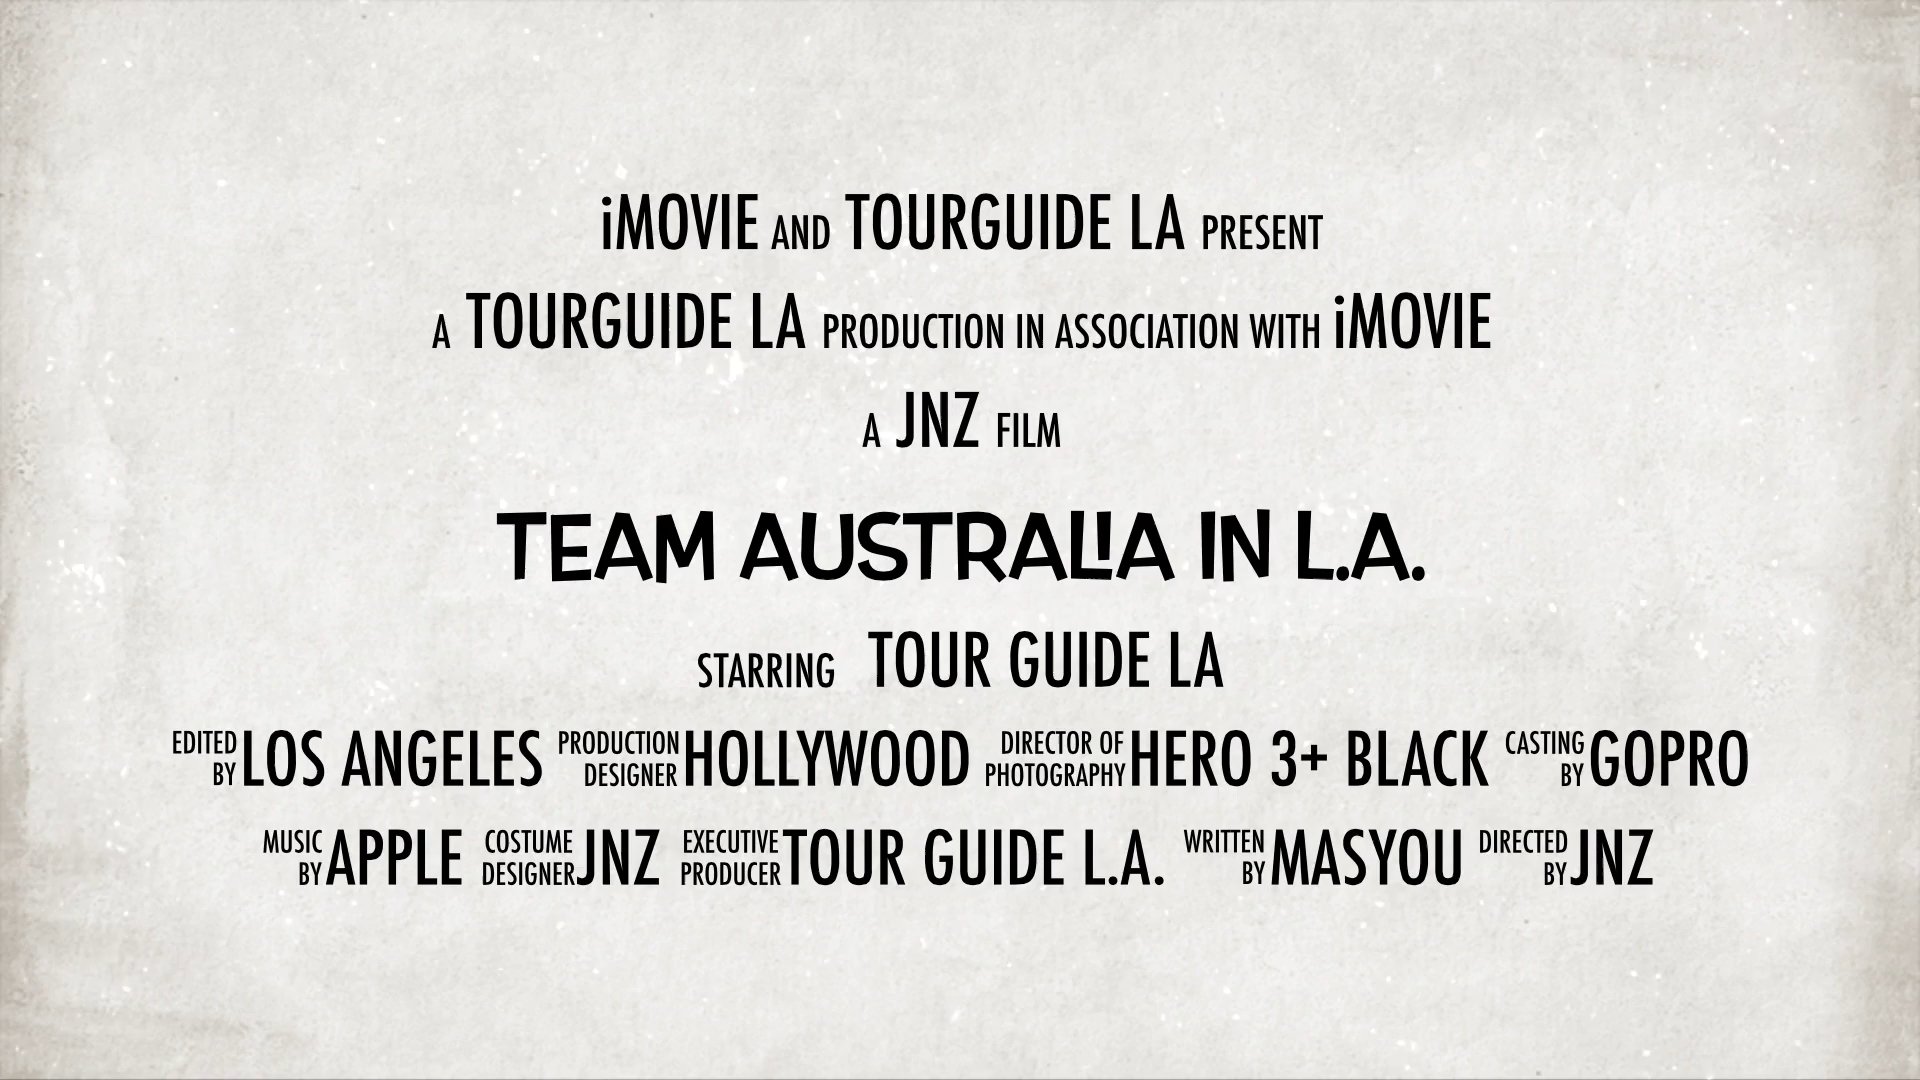 iMOVIE AND TOURGUIDE LA PRESENT
A TOURGUIDE LA PRODUCTION IN ASSOCIATION WITH iMOVIE
A JNZ FILM
TEAM AUSTRALIA IN L.A.
STARRING TOUR GUIDE LA
EDITED BY LOS ANGELES PRODUCTION DESIGNER HOLLYWOOD DIRECTOR OF PHOTOGRAPHY HERO 3+ BLACK CASTING BY GOPRO
MUSIC BY APPLE COSTUME DESIGNER JNZ EXECUTIVE PRODUCER TOUR GUIDE L.A. WRITTEN BY MASYOU DIRECTED BY JNZ